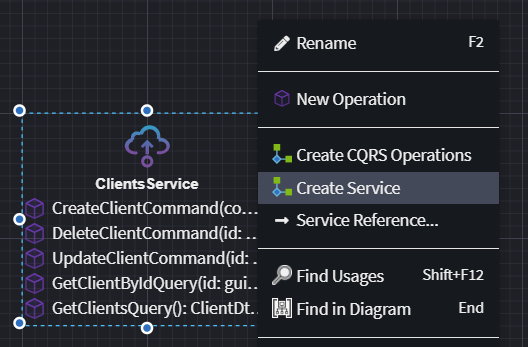 Rename F2
New Operation
Create CQRS Operations
Create Service
Service Reference...
Find Usages Shift+F12
Find in Diagram End
ClientsService
CreateClientCommand(co...
DeleteClientCommand(id: ...
UpdateClientCommand(id: ...
GetClientByIdQuery(id: gui...
GetClientsQuery(): ClientDt...